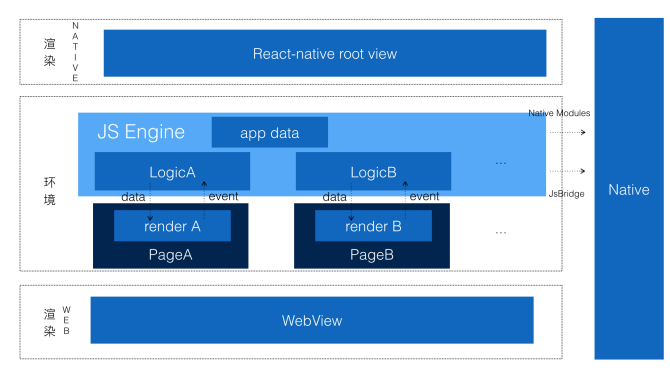 渲染
NATIVE
React-native root view
环境
JS Engine
app data
Native Modules
LogicA
LogicB
...
data
event
data
event
JsBridge
Native
render A
render B
...
PageA
PageB
渲染
WEB
WebView